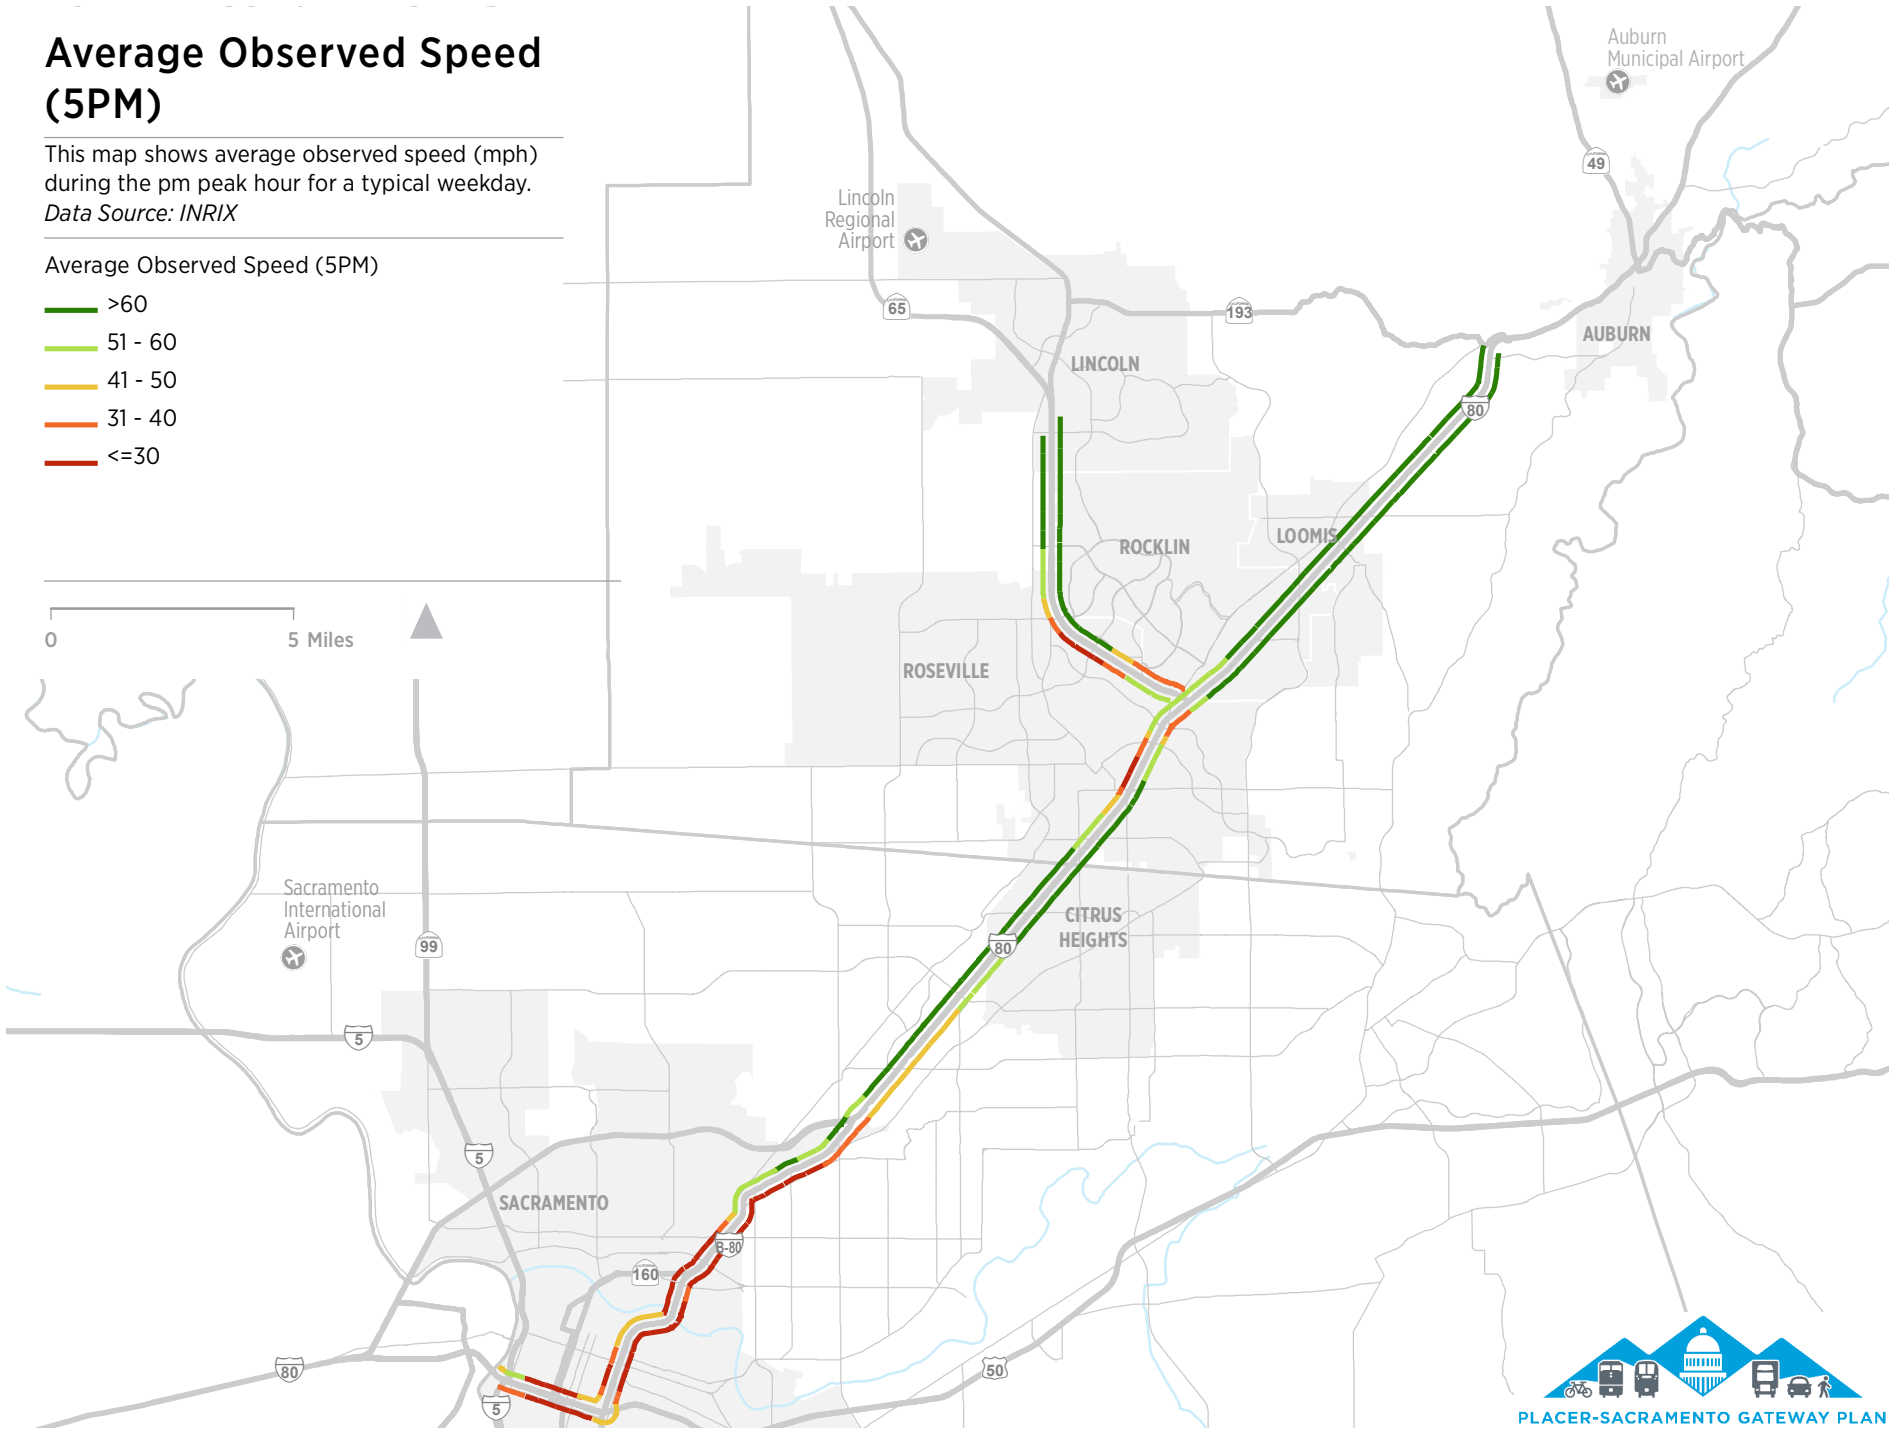 Average Observed Speed
(5PM)
This map shows average observed speed (mph)
during the pm peak hour for a typical weekday.
Data Source: INRIX
Average Observed Speed (5PM)
>60
51 - 60
41 - 50
31 - 40
<=30
0
5 Miles
Auburn
Municipal Airport
49
Lincoln
Regional
Airport
65
193
AUBURN
LINCOLN
80
ROCKLIN
LOOMIS
ROSEVILLE
Sacramento
International
Airport
99
CITRUS
HEIGHTS
80
5
5
SACRAMENTO
B-80
160
80
50
5
PLACER-SACRAMENTO GATEWAY PLAN